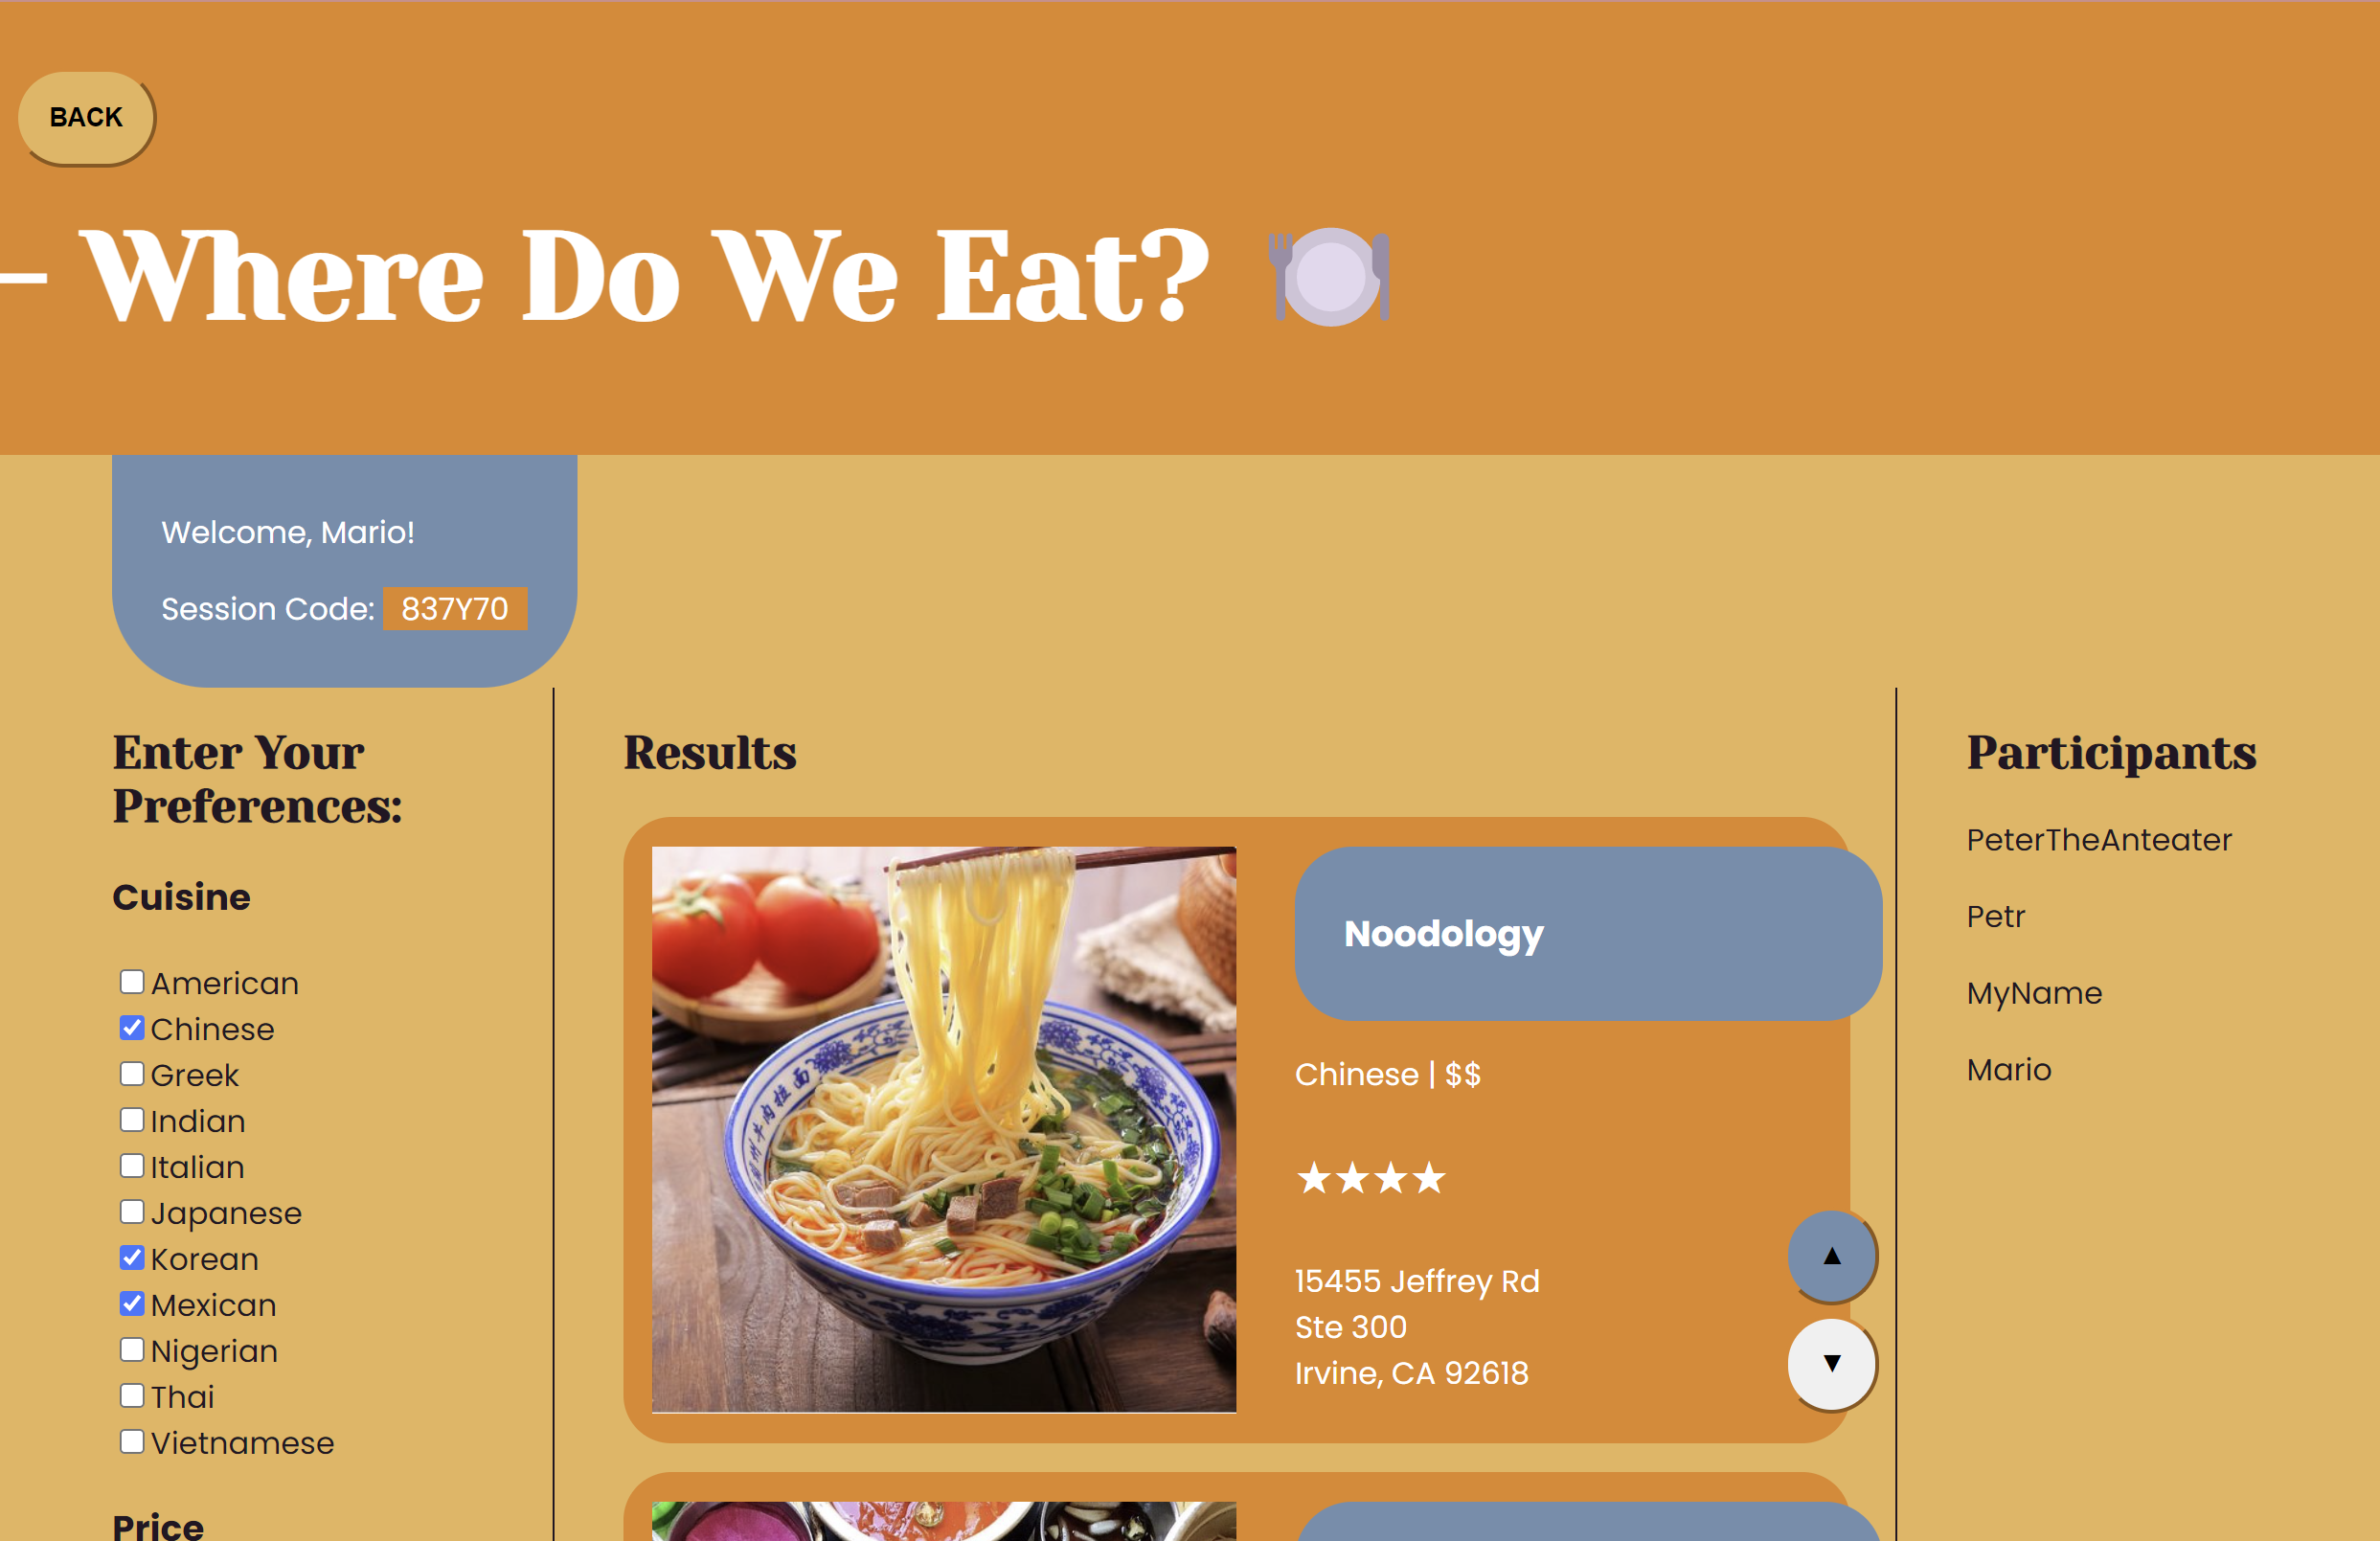 BACK
– Where Do We Eat? 🍽
Welcome, Mario!
Session Code: 837Y70
Enter Your
Preferences:
Cuisine
American
Chinese
Greek
Indian
Italian
Japanese
Korean
Mexican
Nigerian
Thai
Vietnamese
Price
Results
Noodology
Chinese | $$
★★★★
15455 Jeffrey Rd
Ste 300
Irvine, CA 92618
▲
▼
Participants
PeterTheAnteater
Petr
MyName
Mario